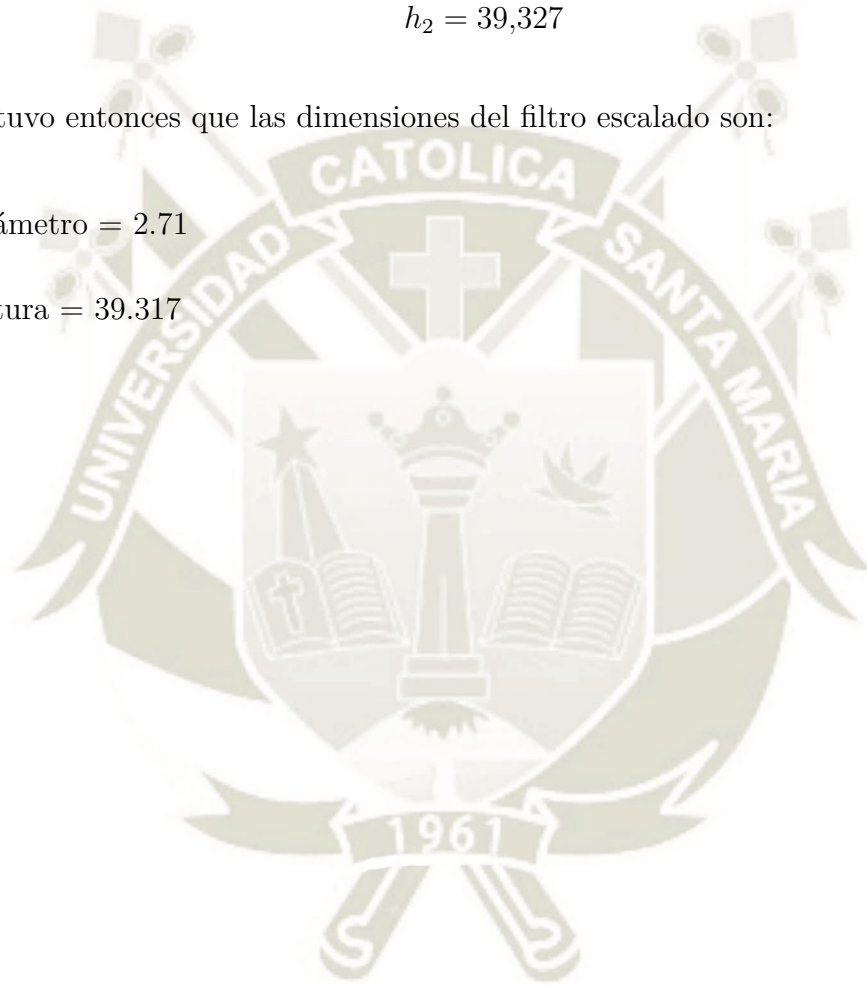 h₂ = 39,327
tuvo entonces que las dimensiones del filtro escalado son:
ámetro = 2.71
tura = 39.317
UNIVERSIDAD CATOLICA SANTA MARIA
1961